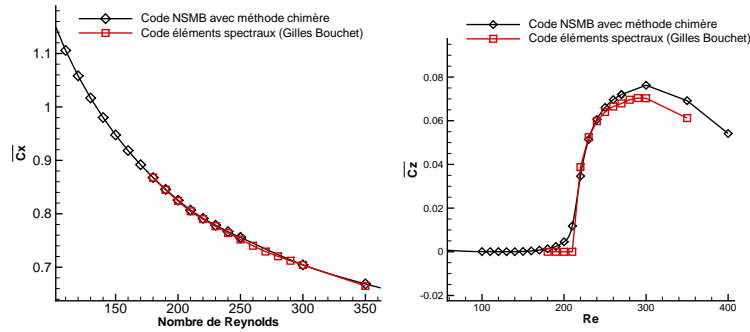 Code NSMB avec méthode chimère
Code éléments spectraux (Gilles Bouchet)
1.1
1
0.9
0.8
0.7
Cx
150
200
250
300
350
Nombre de Reynolds
Code NSMB avec méthode chimère
Code éléments spectraux (Gilles Bouchet)
0.08
0.06
0.04
0.02
0
-0.02
Cz
100
200
300
400
Re